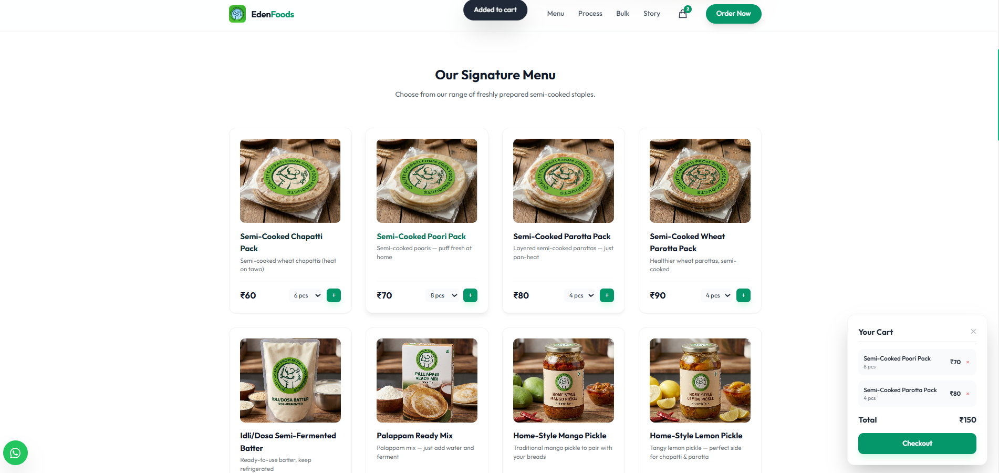 EdenFoods
Added to cart
Menu
Process
Bulk
Story
2
Order Now
Our Signature Menu
Choose from our range of freshly prepared semi-cooked staples.
QUALITY CHAPATI FROM EDEN FOOD PRODUCTS
QUALITY CHAPATI FROM EDEN FOOD PRODUCTS
QUALITY CHAPATI FROM EDEN FOOD PRODUCTS
QUALITY CHAPATI FROM EDEN FOOD PRODUCTS
Semi-Cooked Chapatti
Pack
Semi-cooked wheat chapattis (heat
on tawa)
₹60
6 pcs
+
Semi-Cooked Poori Pack
Semi-cooked pooris — puff fresh at
home
₹70
8 pcs
+
Semi-Cooked Parotta Pack
Layered semi-cooked parottas — just
pan-heat
₹80
4 pcs
+
Semi-Cooked Wheat
Parotta Pack
Healthier wheat parottas, semi-
cooked
₹90
4 pcs
+
QUALITY CHAPATI FROM EDEN FOOD PRODUCTS
IDLI/DOSA BATTER
SEMI-FERMENTED
Idli/Dosa Semi-Fermented
Batter
Ready-to-use batter, keep
refrigerated
PALLAPAM
READY MIX
Palappam Ready Mix
Palappam mix — just add water and
ferment
HOME STYLE
MANGO PICKLE
Home-Style Mango Pickle
Traditional mango pickle to pair with
your breads
HOME STYLE
LEMON PICKLE
Home-Style Lemon Pickle
Tangy lemon pickle — perfect side
for chapatti & parotta
Your Cart
Semi-Cooked Poori Pack
8 pcs
₹70
×
Semi-Cooked Parotta Pack
4 pcs
₹80
×
Total
₹150
Checkout